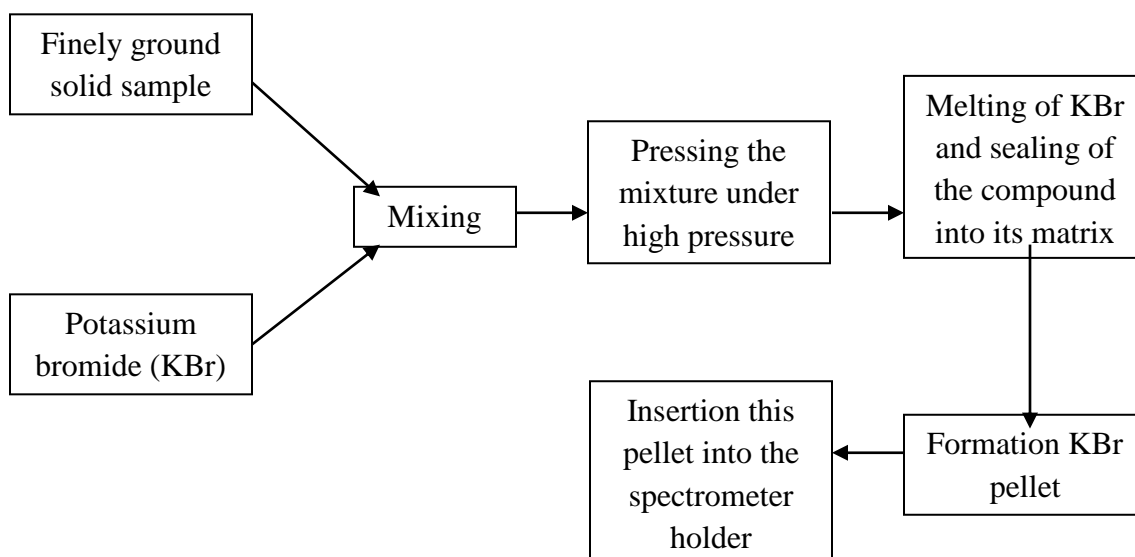 Finely ground
solid sample
Potassium
bromide (KBr)
Mixing
Pressing the
mixture under
high pressure
Melting of KBr
and sealing of
the compound
into its matrix
Formation KBr
pellet
Insertion this
pellet into the
spectrometer
holder